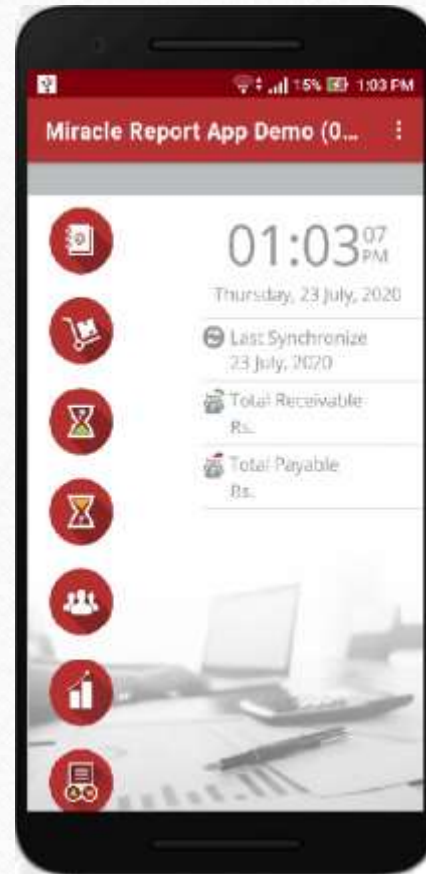 15% 1:03 PM
Miracle Report App Demo (0...
01:03 07 PM
Thursday, 23 July, 2020
Last Synchronize
23 July, 2020
Total Receivable
Rs.
Total Payable
Rs.